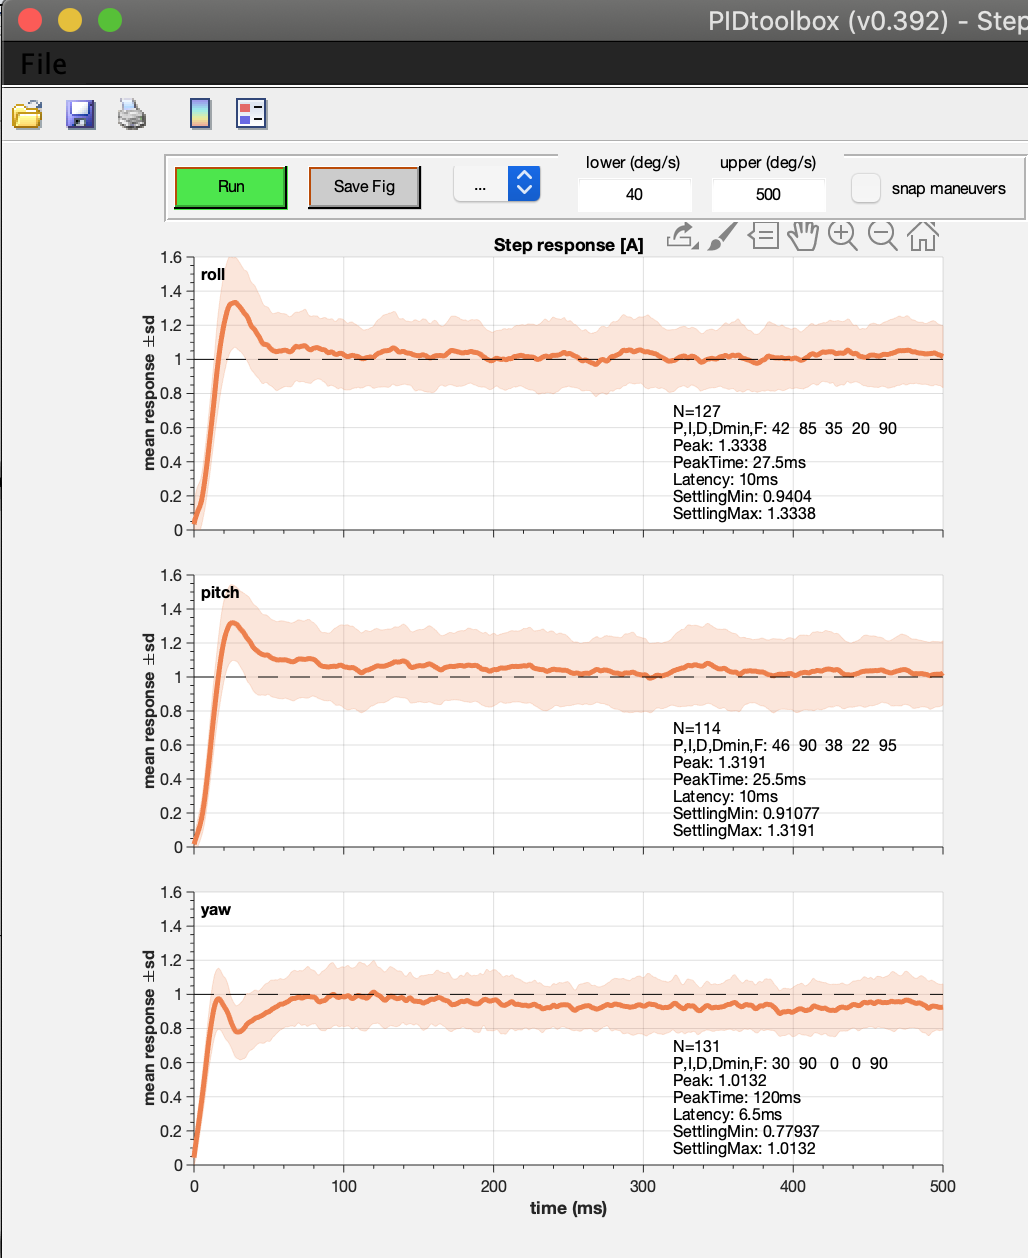 PIDtoolbox (v0.392) - Step
File
lower (deg/s) upper (deg/s)
Run Save Fig ... 40 500 snap maneuvers
Step response [A]
roll
mean response ±sd
1.6
1.4
1.2
1
0.8
0.6
0.4
0.2
0
N=127
P,I,D,Dmin,F: 42 85 35 20 90
Peak: 1.3338
PeakTime: 27.5ms
Latency: 10ms
SettlingMin: 0.9404
SettlingMax: 1.3338
pitch
mean response ±sd
1.6
1.4
1.2
1
0.8
0.6
0.4
0.2
0
N=114
P,I,D,Dmin,F: 46 90 38 22 95
Peak: 1.3191
PeakTime: 25.5ms
Latency: 10ms
SettlingMin: 0.91077
SettlingMax: 1.3191
yaw
mean response ±sd
1.6
1.4
1.2
1
0.8
0.6
0.4
0.2
0
N=131
P,I,D,Dmin,F: 30 90 0 0 90
Peak: 1.0132
PeakTime: 120ms
Latency: 6.5ms
SettlingMin: 0.77937
SettlingMax: 1.0132
0 100 200 300 400 500
time (ms)